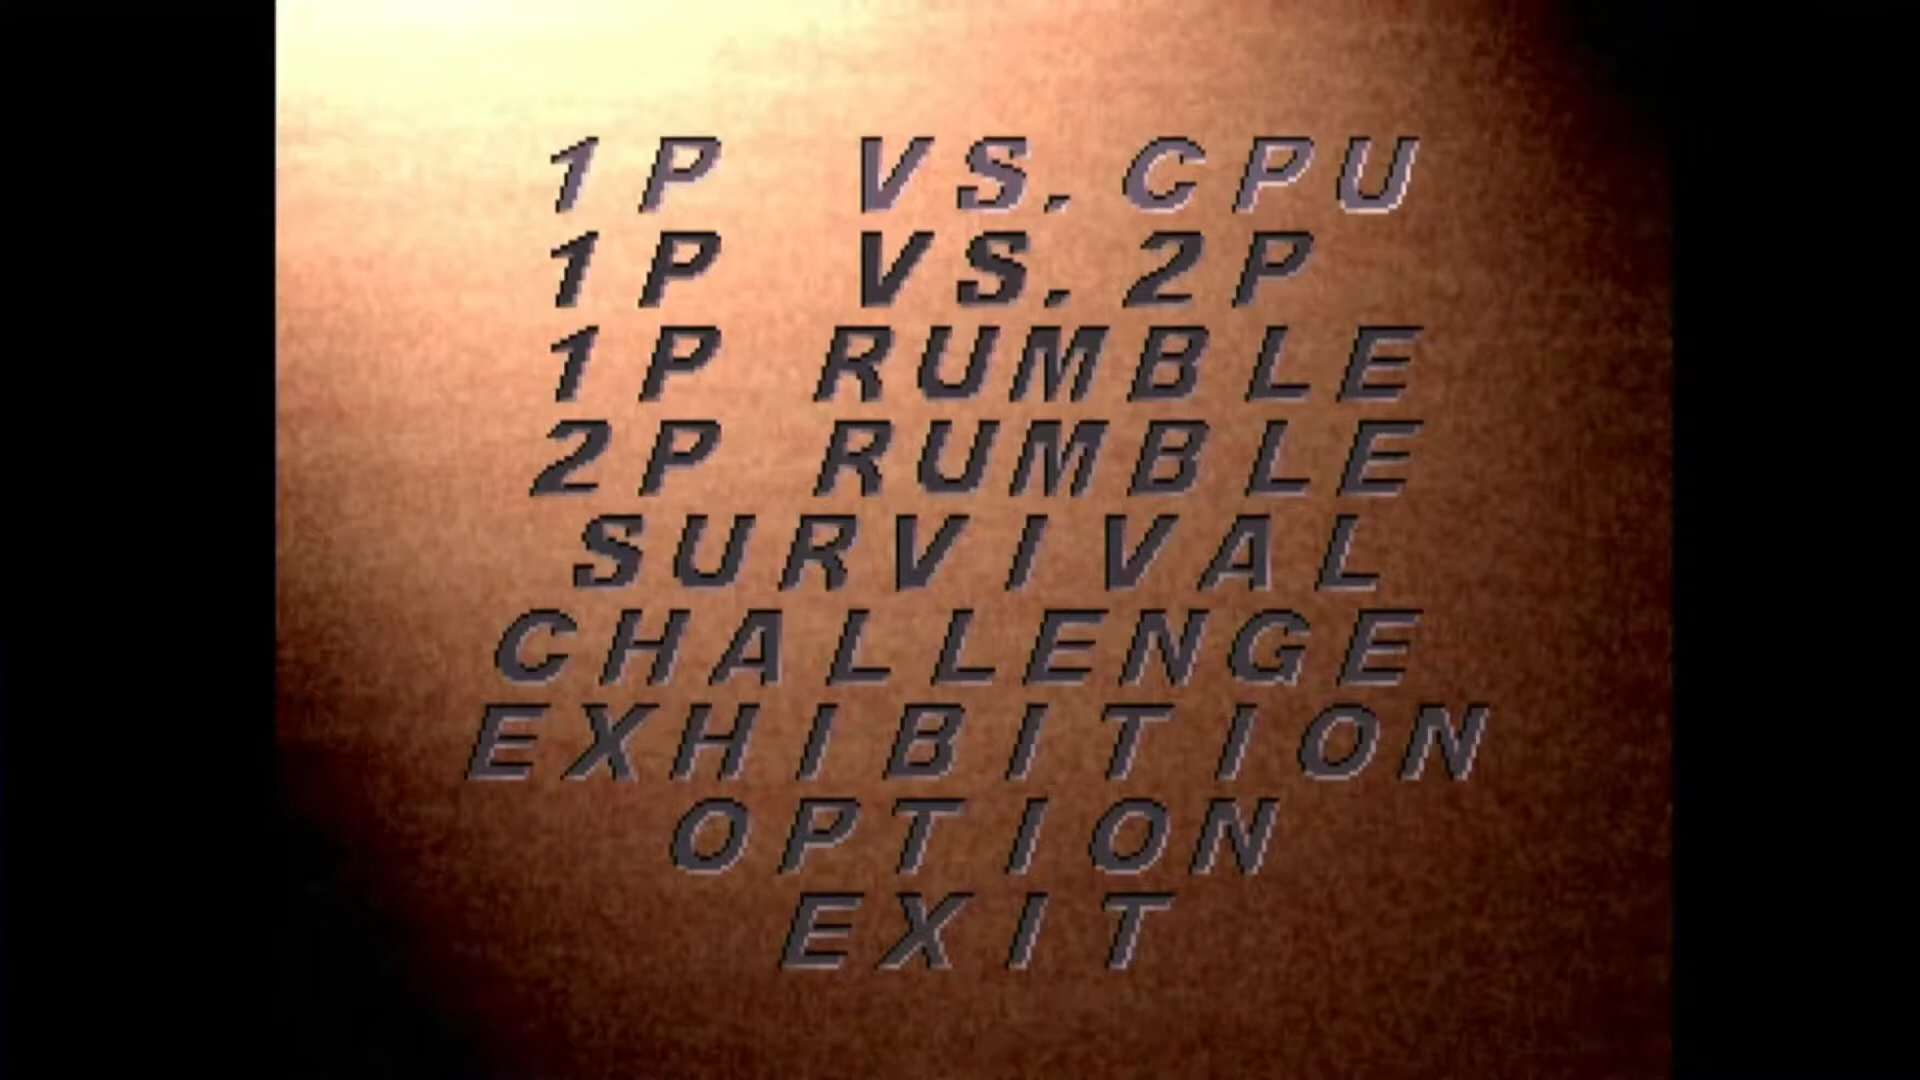 1P VS.CPU
1P VS.2P
1P RUMBLE
2P RUMBLE
SURVIVAL
CHALLENGE
EXHIBITION
OPTION
EXIT